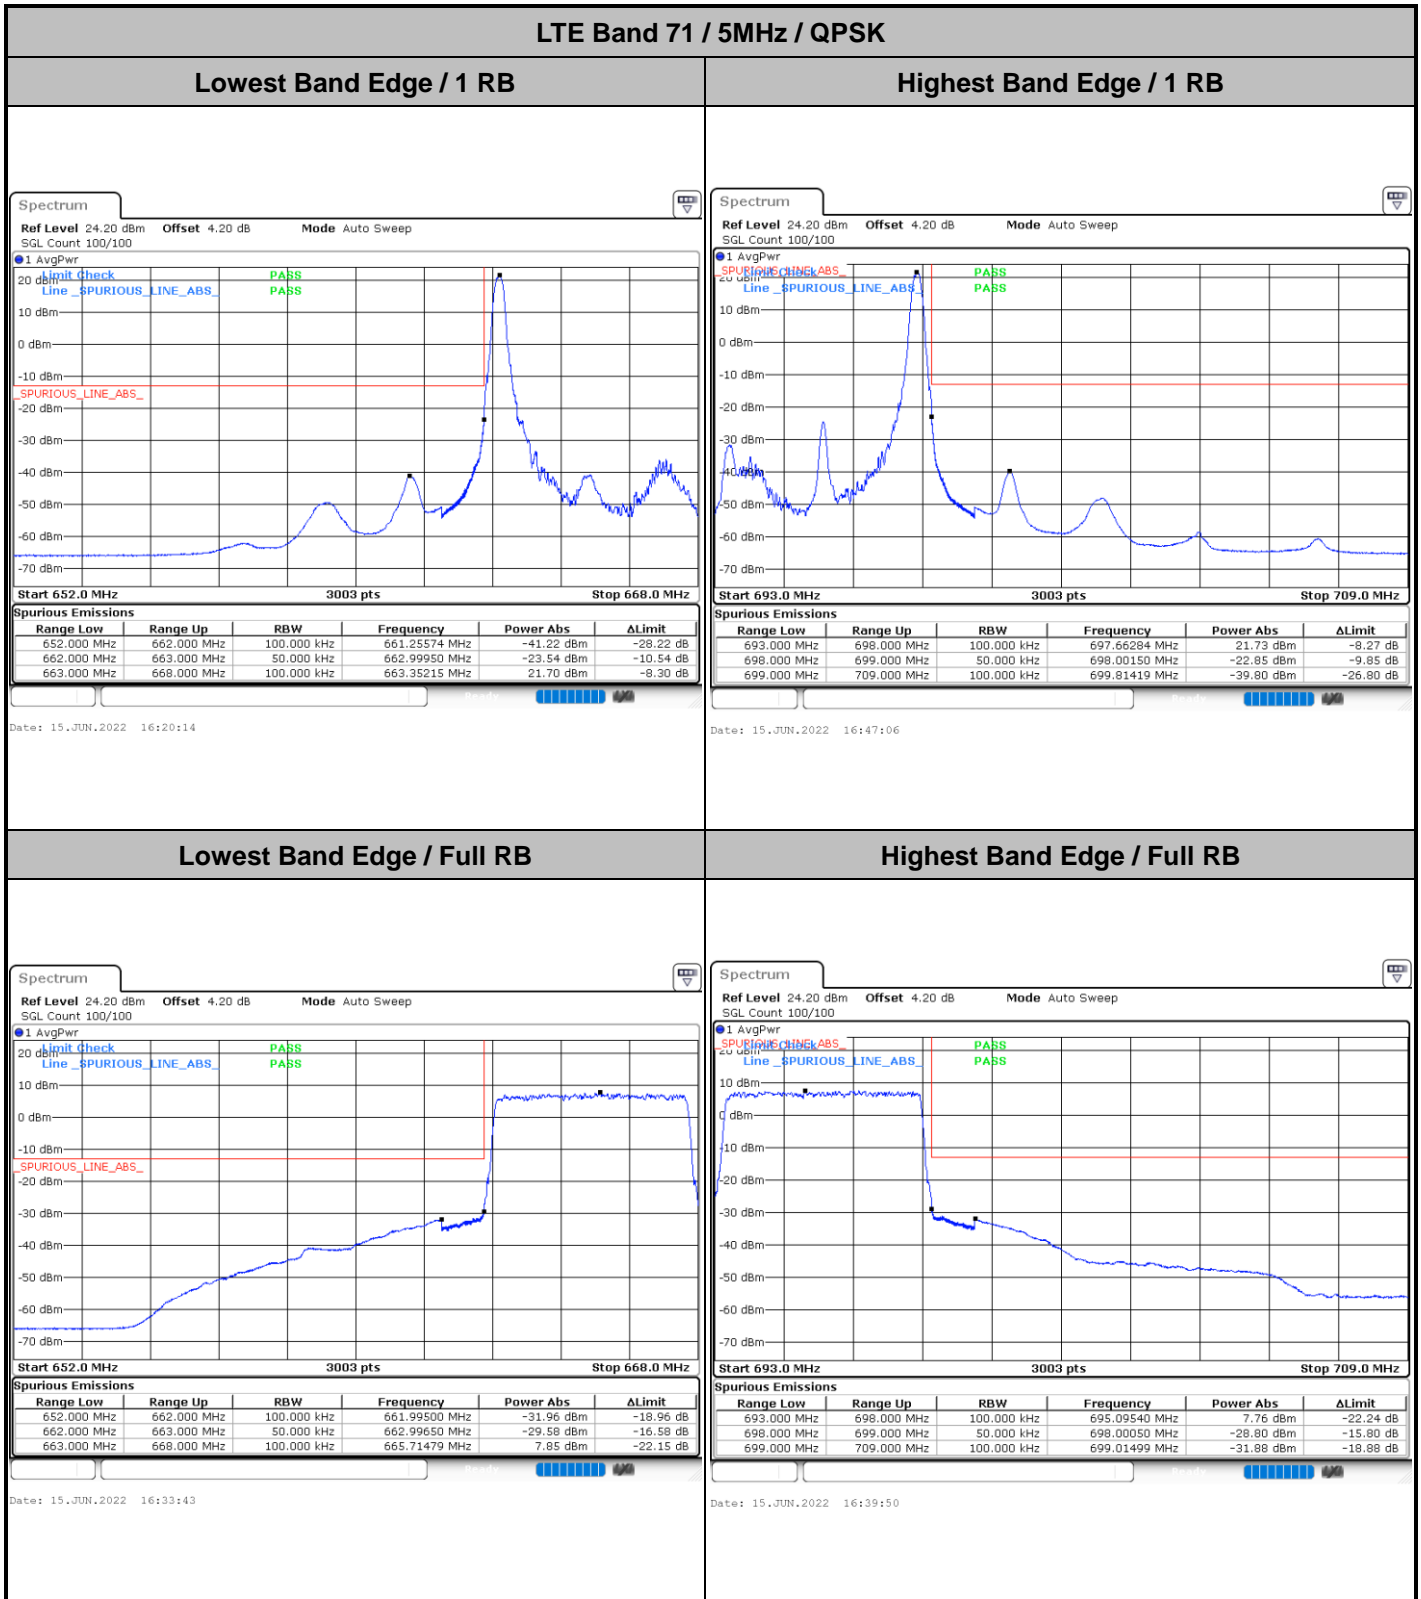 LTE Band 71 / 5MHz / QPSK
Lowest Band Edge / 1 RB
Highest Band Edge / 1 RB
Spectrum
Ref Level 24.20 dBm Offset 4.20 dB Mode Auto Sweep
SGL Count 100/100
1 AvgPwr
Limit Check PASS
20 dBm
Line _SPURIOUS_LINE_ABS_ PASS
10 dBm
0 dBm
-10 dBm
_SPURIOUS_LINE_ABS_
-20 dBm
-30 dBm
-40 dBm
-50 dBm
-60 dBm
-70 dBm
Start 652.0 MHz 3003 pts Stop 668.0 MHz
Spurious Emissions
Range Low Range Up RBW Frequency Power Abs ΔLimit
652.000 MHz 662.000 MHz 100.000 kHz 661.25574 MHz -41.22 dBm -28.22 dB
662.000 MHz 663.000 MHz 50.000 kHz 662.99950 MHz -23.54 dBm -10.54 dB
663.000 MHz 668.000 MHz 100.000 kHz 663.35215 MHz 21.70 dBm -8.30 dB
Ready
Date: 15.JUN.2022 16:20:14
Spectrum
Ref Level 24.20 dBm Offset 4.20 dB Mode Auto Sweep
SGL Count 100/100
1 AvgPwr
_SPURIOUS_LINE_ABS_
Limit Check PASS
20 dBm
Line _SPURIOUS_LINE_ABS_ PASS
10 dBm
0 dBm
-10 dBm
-20 dBm
-30 dBm
-40 dBm
-50 dBm
-60 dBm
-70 dBm
Start 693.0 MHz 3003 pts Stop 709.0 MHz
Spurious Emissions
Range Low Range Up RBW Frequency Power Abs ΔLimit
693.000 MHz 698.000 MHz 100.000 kHz 697.66284 MHz 21.73 dBm -8.27 dB
698.000 MHz 699.000 MHz 50.000 kHz 698.00150 MHz -22.85 dBm -9.85 dB
699.000 MHz 709.000 MHz 100.000 kHz 699.81419 MHz -39.80 dBm -26.80 dB
Ready
Date: 15.JUN.2022 16:47:06
Lowest Band Edge / Full RB
Highest Band Edge / Full RB
Spectrum
Ref Level 24.20 dBm Offset 4.20 dB Mode Auto Sweep
SGL Count 100/100
1 AvgPwr
Limit Check PASS
20 dBm
Line _SPURIOUS_LINE_ABS_ PASS
10 dBm
0 dBm
-10 dBm
_SPURIOUS_LINE_ABS_
-20 dBm
-30 dBm
-40 dBm
-50 dBm
-60 dBm
-70 dBm
Start 652.0 MHz 3003 pts Stop 668.0 MHz
Spurious Emissions
Range Low Range Up RBW Frequency Power Abs ΔLimit
652.000 MHz 662.000 MHz 100.000 kHz 661.99500 MHz -31.96 dBm -18.96 dB
662.000 MHz 663.000 MHz 50.000 kHz 662.99650 MHz -29.58 dBm -16.58 dB
663.000 MHz 668.000 MHz 100.000 kHz 665.71479 MHz 7.85 dBm -22.15 dB
Ready
Date: 15.JUN.2022 16:33:43
Spectrum
Ref Level 24.20 dBm Offset 4.20 dB Mode Auto Sweep
SGL Count 100/100
1 AvgPwr
_SPURIOUS_LINE_ABS_
Limit Check PASS
20 dBm
Line _SPURIOUS_LINE_ABS_ PASS
10 dBm
0 dBm
-10 dBm
-20 dBm
-30 dBm
-40 dBm
-50 dBm
-60 dBm
-70 dBm
Start 693.0 MHz 3003 pts Stop 709.0 MHz
Spurious Emissions
Range Low Range Up RBW Frequency Power Abs ΔLimit
693.000 MHz 698.000 MHz 100.000 kHz 695.09540 MHz 7.76 dBm -22.24 dB
698.000 MHz 699.000 MHz 50.000 kHz 698.00050 MHz -28.80 dBm -15.80 dB
699.000 MHz 709.000 MHz 100.000 kHz 699.01499 MHz -31.88 dBm -18.88 dB
Ready
Date: 15.JUN.2022 16:39:50